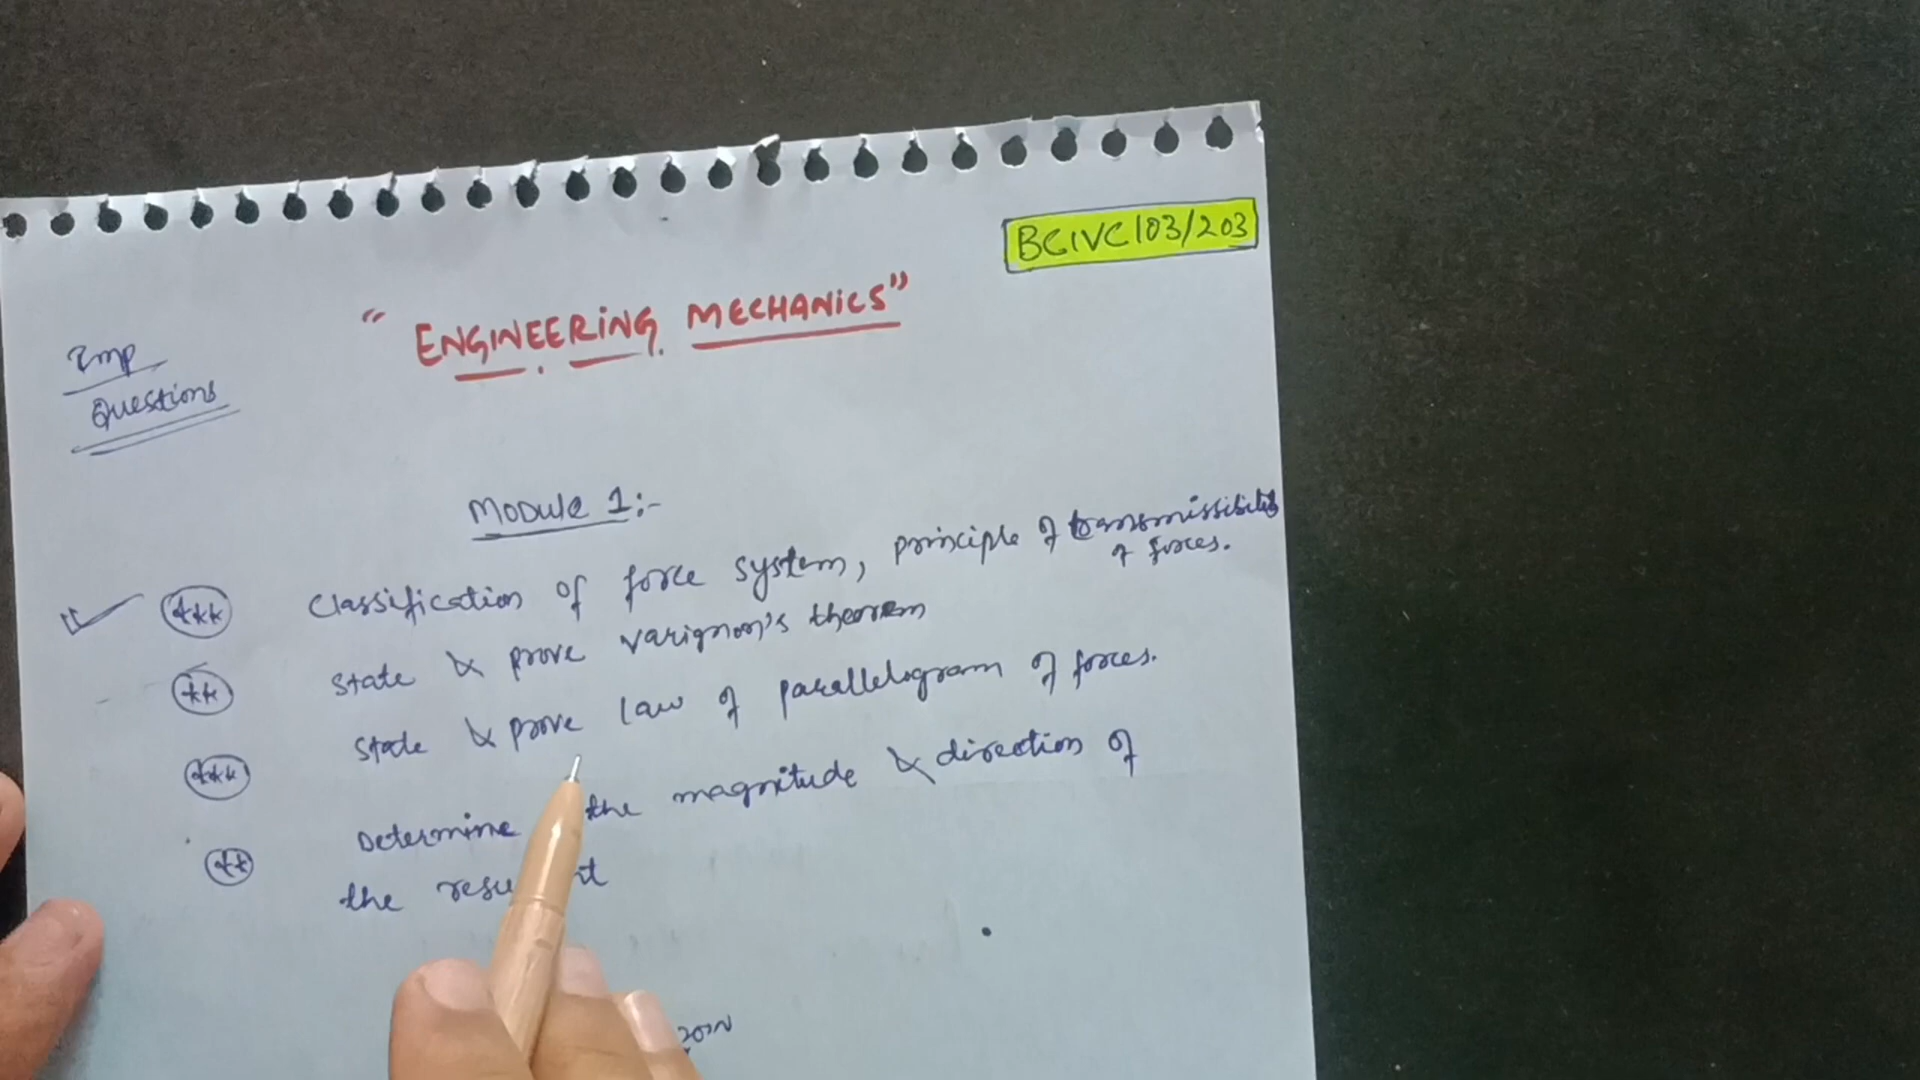 BCIVC103/203
"ENGINEERING MECHANICS"
Imp
Questions
Module 1:-
*** Classification of force system, principle of transmissibility
of forces.
** State & prove varignon's theorem
*** State & prove law of parallelogram of forces.
** Determine the magnitude & direction of
the
20N